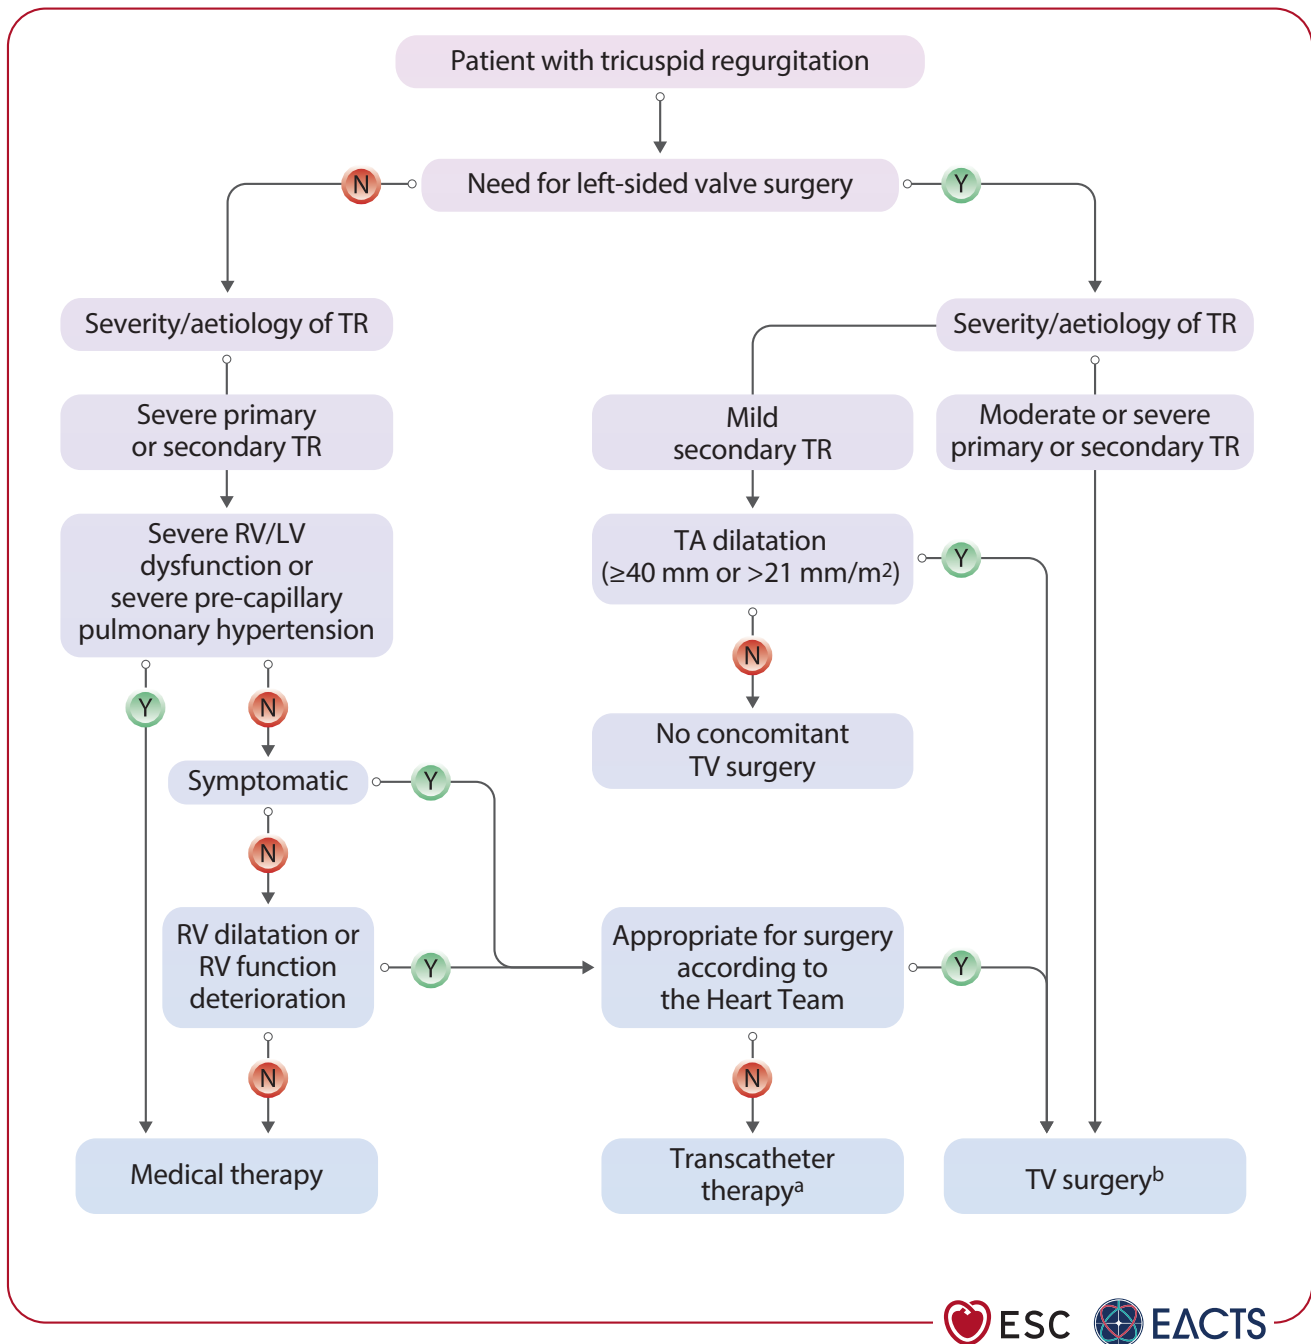 Patient with tricuspid regurgitation
N
Need for left-sided valve surgery
Y
Severity/aetiology of TR
Severity/aetiology of TR
Severe primary
or secondary TR
Mild
secondary TR
Moderate or severe
primary or secondary TR
Severe RV/LV
dysfunction or
severe pre-capillary
pulmonary hypertension
TA dilatation
(≥40 mm or >21 mm/m²)
Y
N
Y
N
No concomitant
TV surgery
Symptomatic
Y
N
RV dilatation or
RV function
deterioration
Y
Appropriate for surgery
according to
the Heart Team
Y
N
N
Medical therapy
Transcatheter
therapyᵃ
TV surgeryᵇ
ESC
EACTS